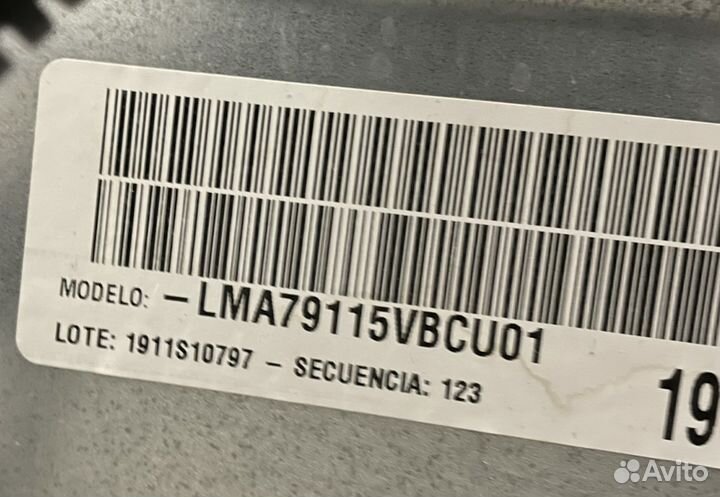 MODELO: – LMA79115VBCU01
LOTE: 1911S10797 – SECUENCIA: 123
19
Avito